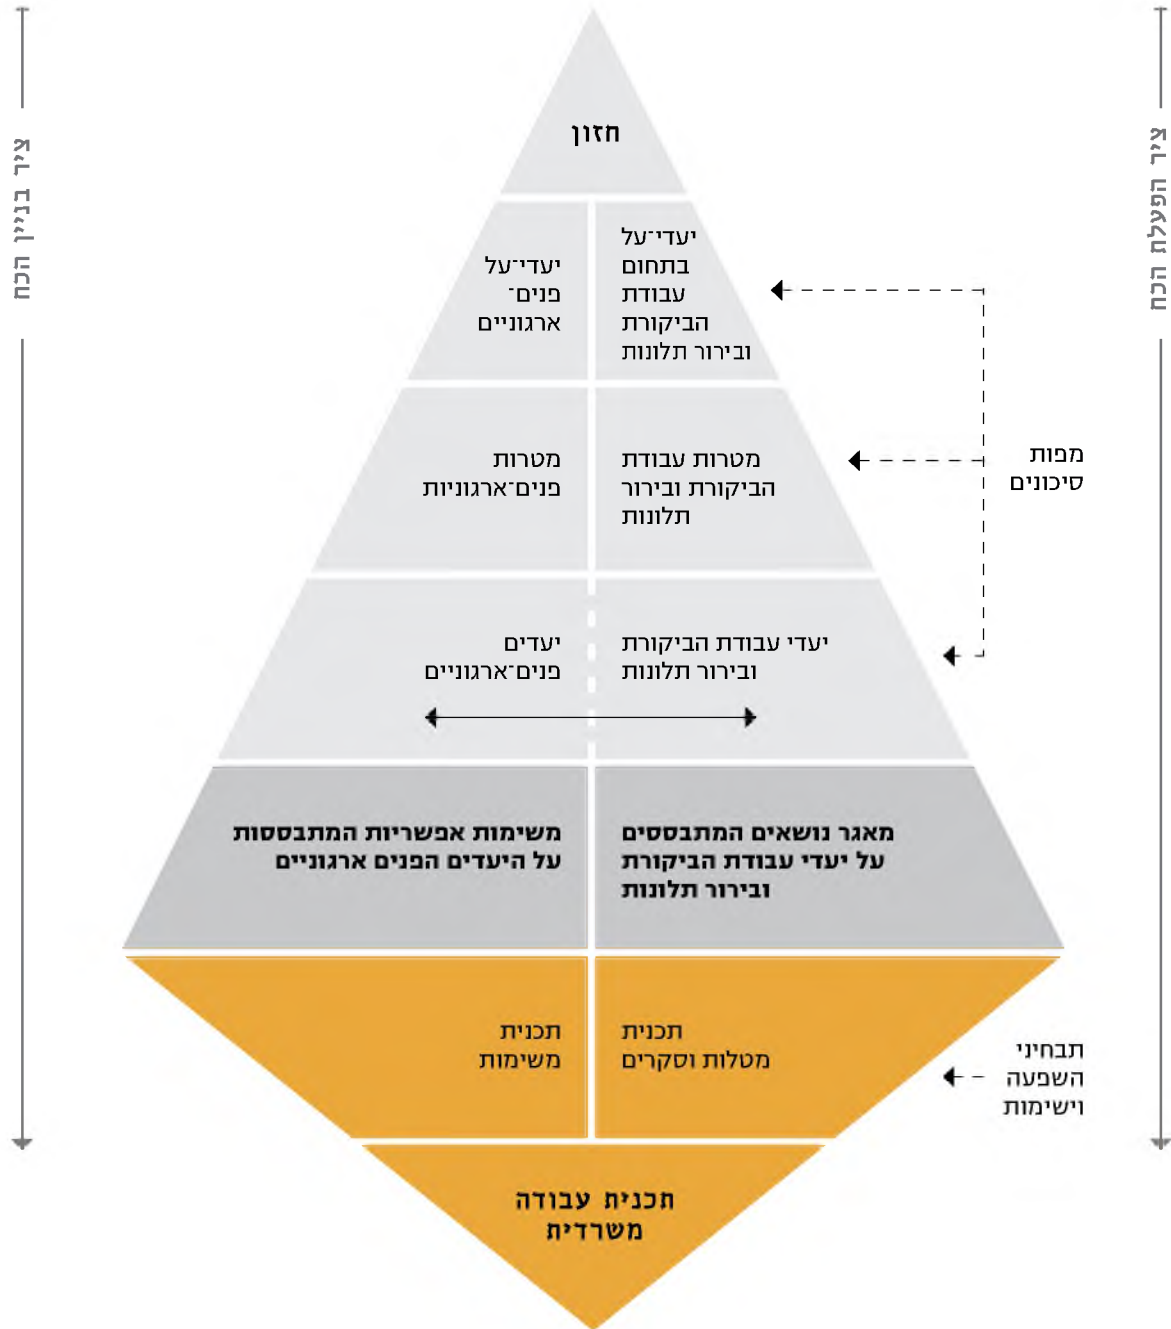 חזון
יעדי־על
בתחום
עבודת
הביקורת
ובירור תלונות
יעדי־על
פנים־
ארגוניים
מטרות עבודת
הביקורת ובירור
תלונות
מטרות
פנים־ארגוניות
יעדי עבודת הביקורת
ובירור תלונות
יעדים
פנים־ארגוניים
מאגר נושאים המתבססים
על יעדי עבודת הביקורת
ובירור תלונות
משימות אפשריות המתבססות
על היעדים הפנים ארגוניים
תכנית
מטלות וסקרים
תכנית
משימות
תכנית עבודה
משרדית
מפות
סיכונים
תבחיני
השפעה
וישימות
ציר הפעלת הכח
ציר בניין הכח